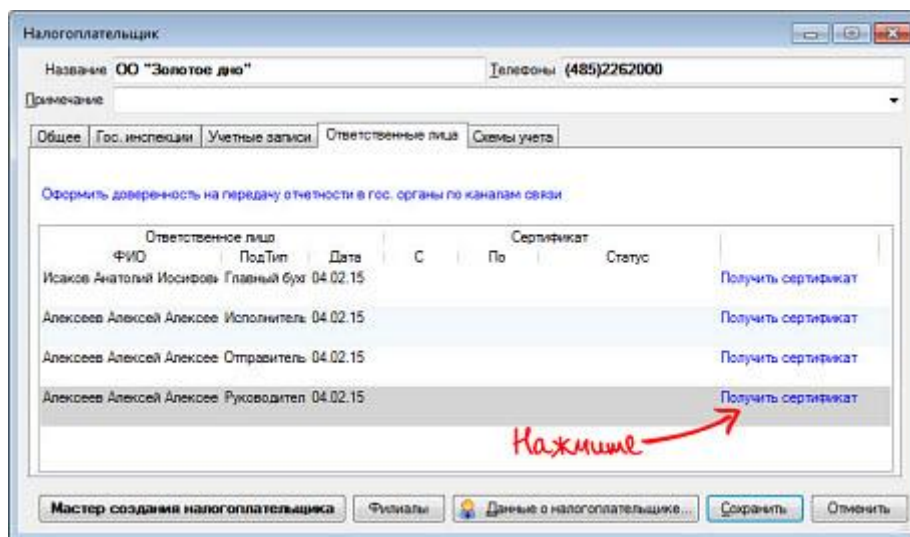 Налогоплательщик
Название ОО "Золотое дно" Телефоны (485)2262000
Примечание
Общее Гос. инспекции Учетные записи Ответственные лица Схемы учета
Оформить доверенность на передачу отчетности в гос. органы по каналам связи
Ответственное лицо Сертификат
ФИО ПодТип Дата С По Статус
Исаков Анатолий Иосифовь Главный бухг 04.02.15 Получить сертификат
Алексеев Алексей Алексее Исполнитель 04.02.15 Получить сертификат
Алексеев Алексей Алексее Отправитель 04.02.15 Получить сертификат
Алексеев Алексей Алексее Руководител 04.02.15 Получить сертификат
Нажмите
Мастер создания налогоплательщика Филиалы Данные о налогоплательщике... Сохранить Отменить